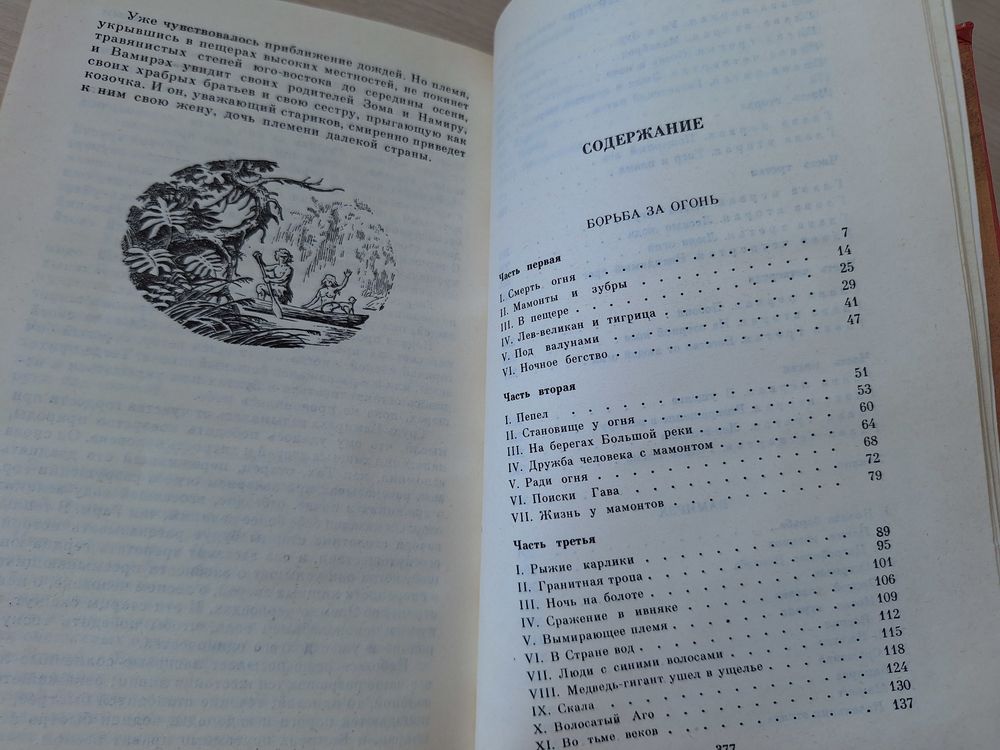 Уже чувствовалось приближение дождей. Но племя,
укрывшись в пещерах высоких местностей, не покинет
травянистых степей юго-востока до середины осени,
и Вамирэх увидит своих родителей Зома и Намиру,
своих храбрых братьев и свою сестру, прыгающую как
козочка. И он, уважающий стариков, смиренно приведет
к ним свою жену, дочь племени далекой страны.
СОДЕРЖАНИЕ
БОРЬБА ЗА ОГОНЬ
Часть первая
I. Смерть огня . . . . . . . . . . 7
II. Мамонты и зубры . . . . . . . . . . 14
III. В пещере . . . . . . . . . . 25
IV. Лев-великан и тигрица . . . . . . . . . . 29
V. Под валунами . . . . . . . . . . 41
VI. Ночное бегство . . . . . . . . . . 47
Часть вторая
I. Пепел . . . . . . . . . . 51
II. Становище у огня . . . . . . . . . . 53
III. На берегах Большой реки . . . . . . . . . . 60
IV. Дружба человека с мамонтом . . . . . . . . . . 64
V. Ради огня . . . . . . . . . . 68
VI. Поиски Гава . . . . . . . . . . 72
VII. Жизнь у мамонтов . . . . . . . . . . 79
Часть третья
I. Рыжие карлики . . . . . . . . . . 89
II. Гранитная тропа . . . . . . . . . . 95
III. Ночь на болоте . . . . . . . . . . 101
IV. Сражение в ивняке . . . . . . . . . . 106
V. Вымирающее племя . . . . . . . . . . 109
VI. В Стране вод . . . . . . . . . . 112
VII. Люди с синими волосами . . . . . . . . . . 115
VIII. Медведь-гигант ушел в ущелье . . . . . . . . . . 118
IX. Скала . . . . . . . . . . 124
X. Волосатый Аго . . . . . . . . . . 130
XI. Во тьме веков . . . . . . . . . . 137
377